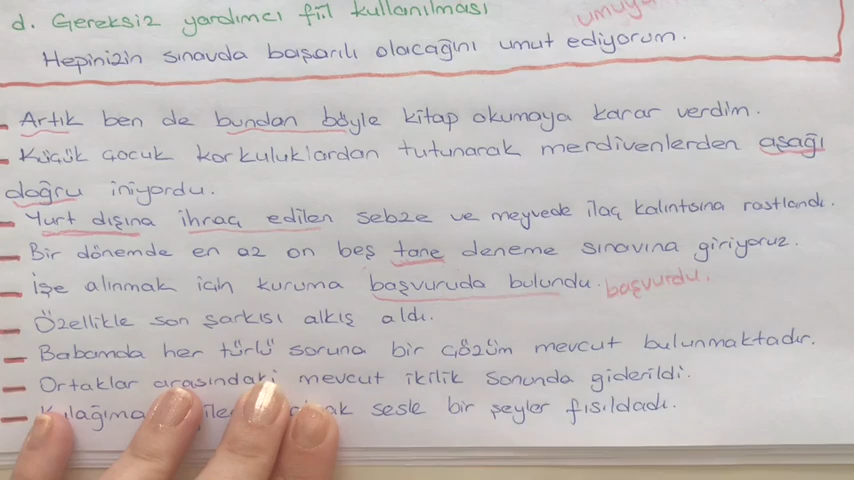 d. Gereksiz yardımcı fiil kullanılması
Hepinizin sınavda başarılı olacağını umut ediyorum.
- Artık ben de bundan böyle kitap okumaya karar verdim.
- Küçük çocuk korkuluklardan tutunarak merdivenlerden aşağı
doğru iniyordu.
- Yurt dışına ihraç edilen sebze ve meyvede ilaç kalıntısına rastlandı.
- Bir dönemde en az on beş tane deneme sınavına giriyoruz.
- İşe alınmak için kuruma başvuruda bulundu. başvurdu.
- Özellikle son şarkısı alkış aldı.
- Babamda her türlü soruna bir çözüm mevcut bulunmaktadır.
- Ortaklar arasındaki mevcut ikilik sonunda giderildi.
- sesle bir şeyler fısıldadı.